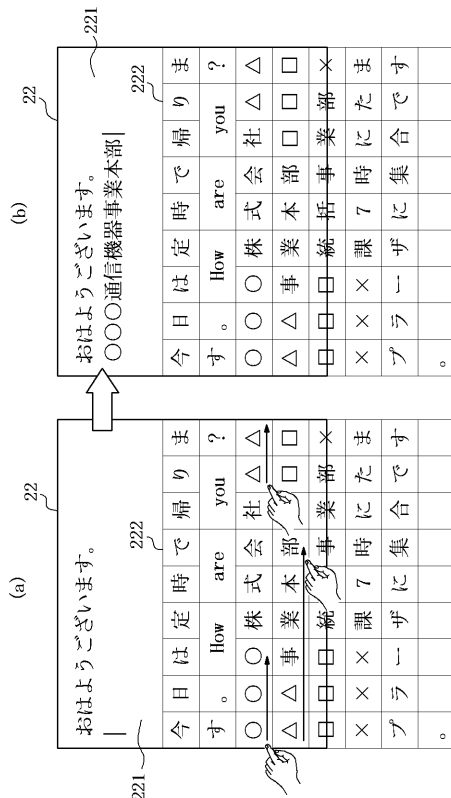 (a)
22
おはようございます。
221
222
今日は定時で帰りま
す。 How are you ?
○○○株式会社△△
△△事業本部□□□
□□□統事業部×
×××課7時にたま
プラーザに集合です
。
(b)
22
221
おはようございます。
○○○通信機器事業本部
222
今日は定時で帰りま
す。 How are you ?
○○○株式会社△△
△△事業本部□□□
□□□統括事業部×
×××課7時にたま
プラーザに集合です
。